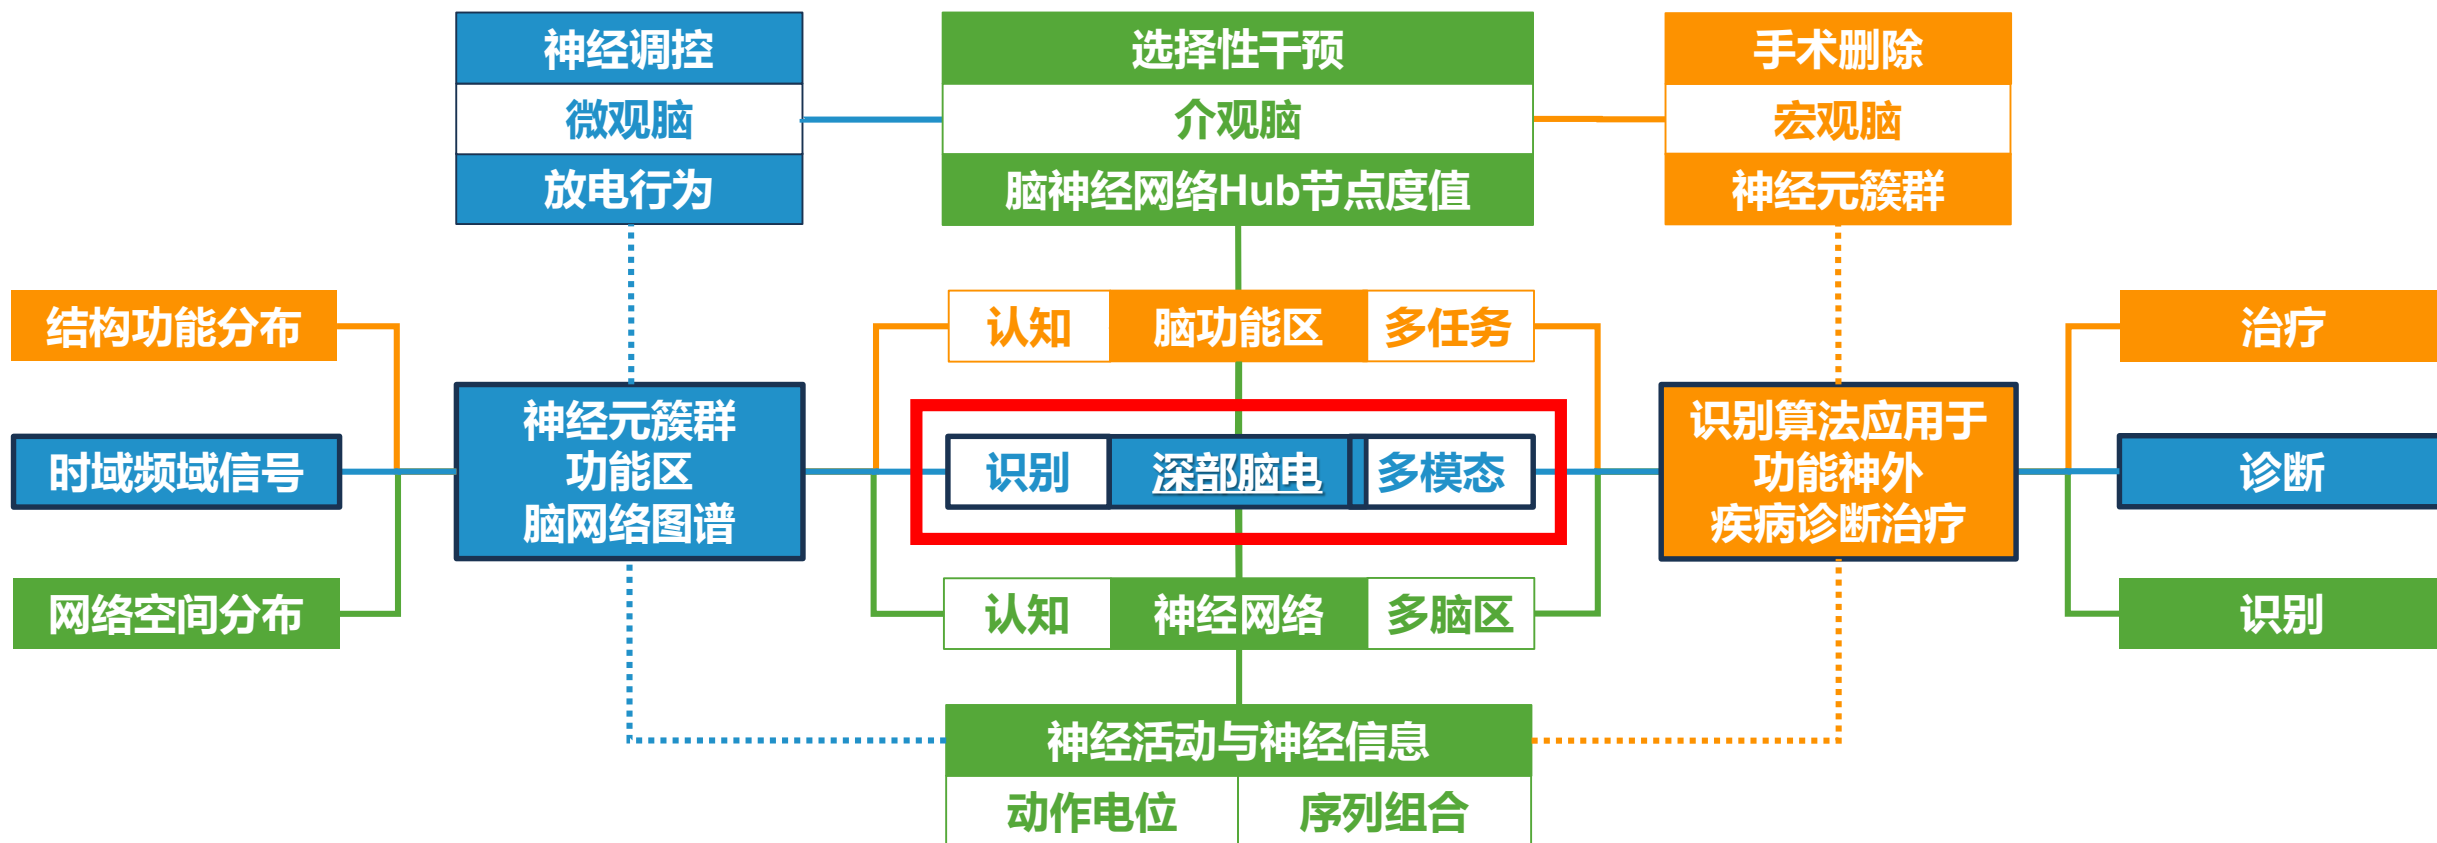 神经调控
选择性干预
手术删除
微观脑
介观脑
宏观脑
放电行为
脑神经网络Hub节点度值
神经元簇群
结构功能分布
认知
脑功能区
多任务
治疗
神经元簇群
功能区
脑网络图谱
识别算法应用于
功能神外
疾病诊断治疗
时域频域信号
识别
深部脑电
多模态
诊断
网络空间分布
认知
神经网络
多脑区
识别
神经活动与神经信息
动作电位
序列组合